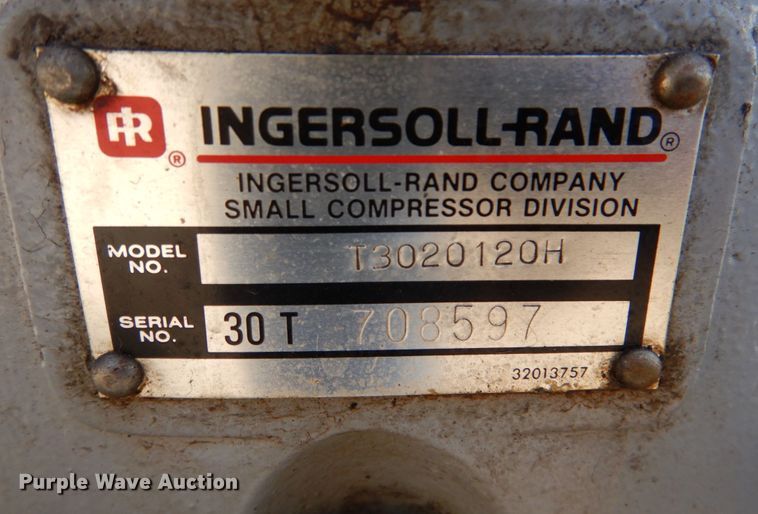 IR ® INGERSOLL-RAND ®
INGERSOLL-RAND COMPANY
SMALL COMPRESSOR DIVISION
MODEL NO. T3020120H
SERIAL NO. 30 T 708597
32013757
Purple Wave Auction